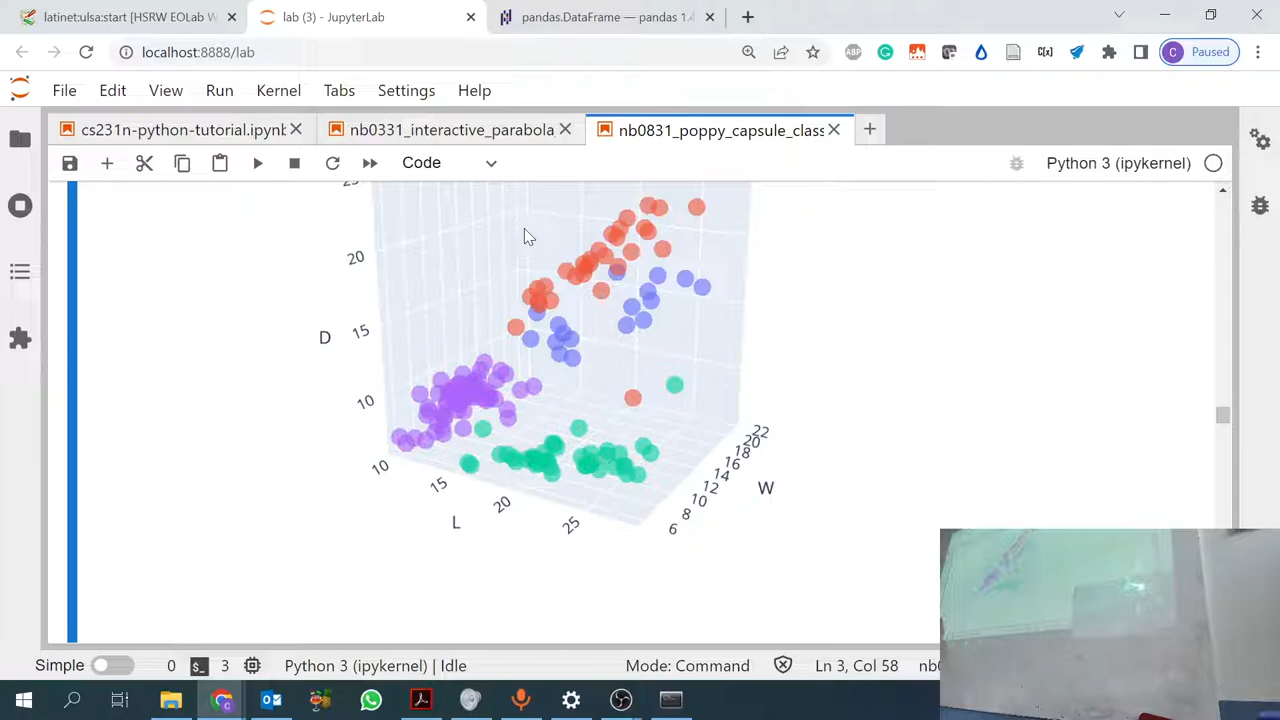 latinet:ulsa:start [HSRW EOLab W
lab (3) - JupyterLab
pandas.DataFrame — pandas 1.4
localhost:8888/lab
ABP
C(x)
C
Paused
File Edit View Run Kernel Tabs Settings Help
cs231n-python-tutorial.ipynb
nb0331_interactive_parabola
nb0831_poppy_capsule_class
Code
Python 3 (ipykernel)
20
D
15
10
10
15
20
25
L
22
20
18
16
14
12
10
8
6
W
Simple
0
3
Python 3 (ipykernel) | Idle
Mode: Command
Ln 3, Col 58